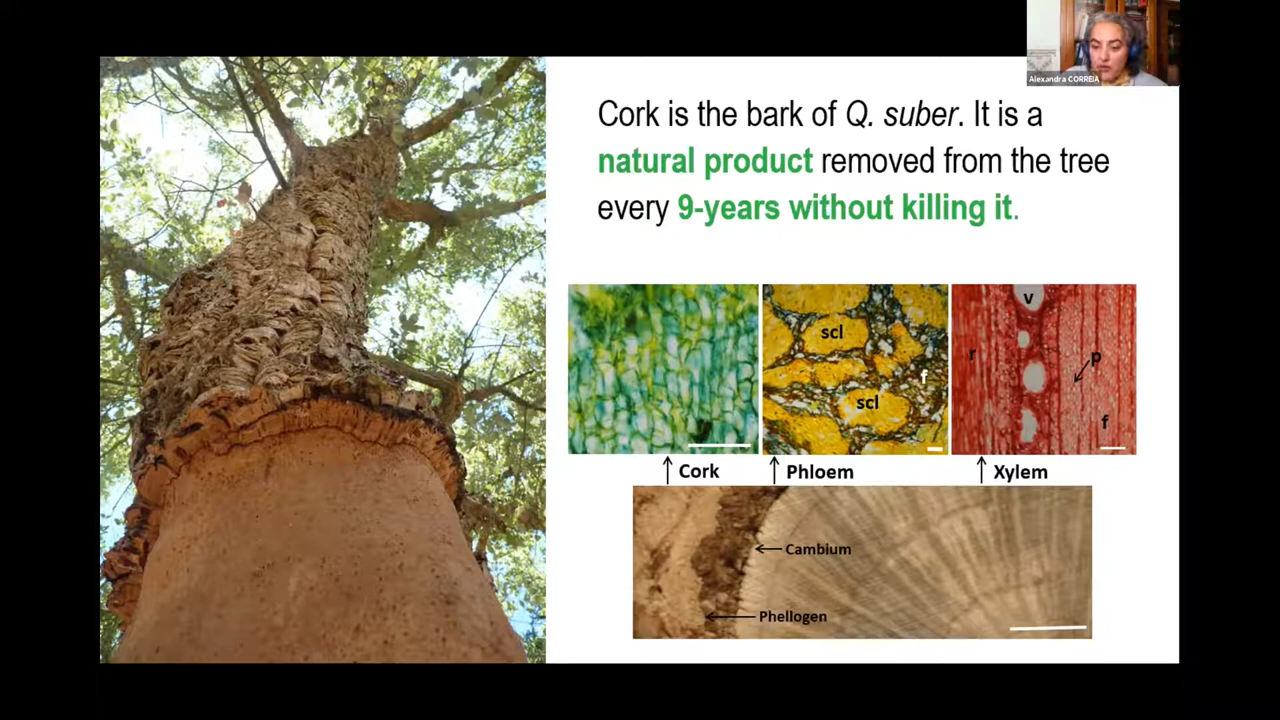 Alexandra CORREIA
Cork is the bark of Q. suber. It is a
natural product removed from the tree
every 9-years without killing it.
scl
scl
f
v
r
p
f
Cork
Phloem
Xylem
Cambium
Phellogen